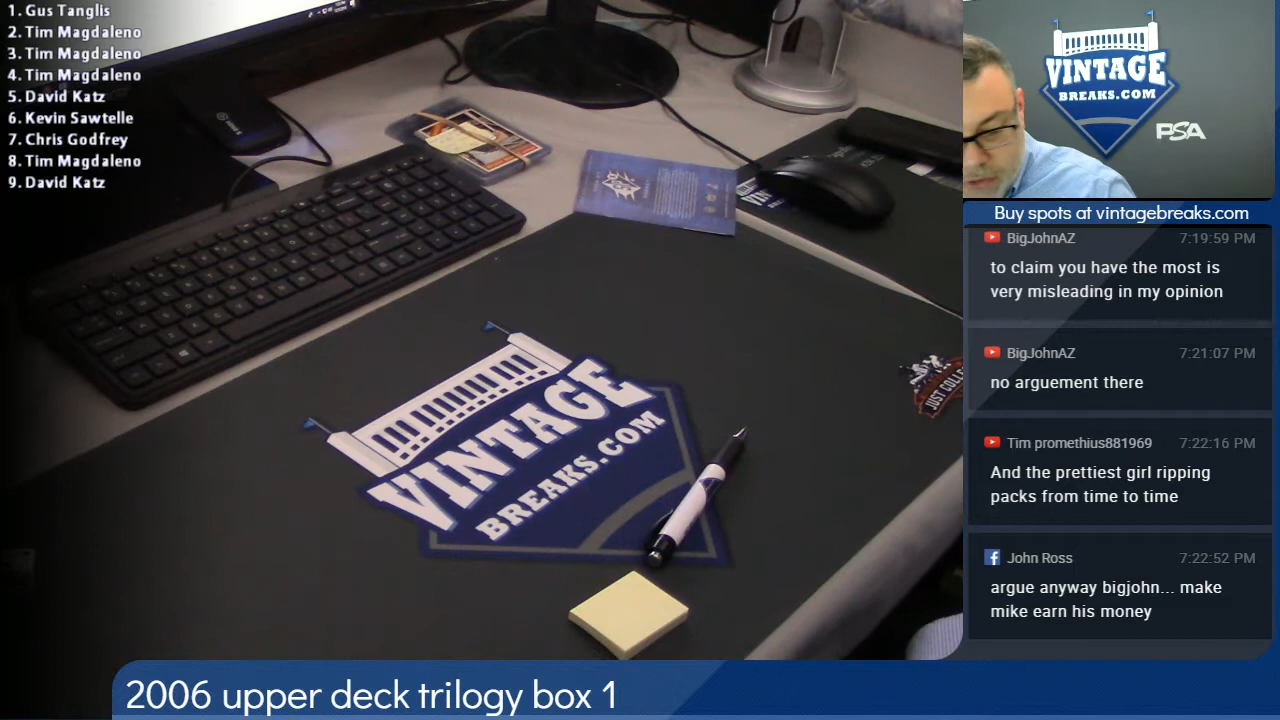 1. Gus Tanglis
2. Tim Magdaleno
3. Tim Magdaleno
4. Tim Magdaleno
5. David Katz
6. Kevin Sawtelle
7. Chris Godfrey
8. Tim Magdaleno
9. David Katz
VINTAGE
BREAKS.COM
JUST COLLE
VINTAGE
BREAKS.COM
PSA
Buy spots at vintagebreaks.com
BigJohnAZ 7:19:59 PM
to claim you have the most is
very misleading in my opinion
BigJohnAZ 7:21:07 PM
no arguement there
Tim promethius881969 7:22:16 PM
And the prettiest girl ripping
packs from time to time
John Ross 7:22:52 PM
argue anyway bigjohn... make
mike earn his money
2006 upper deck trilogy box 1